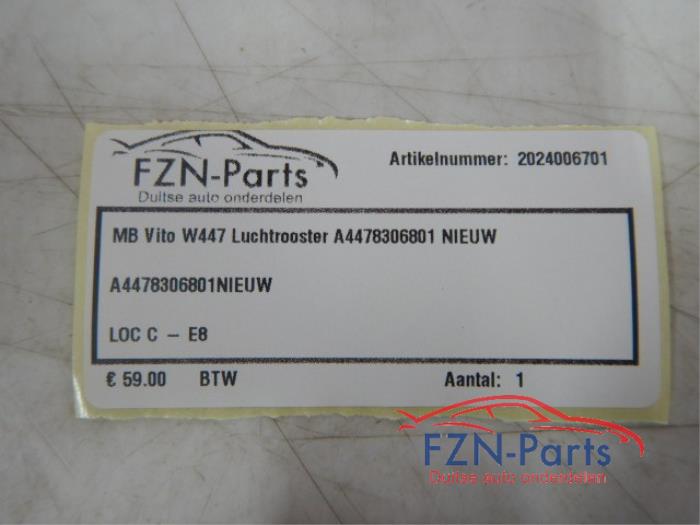 FZN-Parts
Duitse auto onderdelen
Artikelnummer: 2024006701
MB Vito W447 Luchtrooster A4478306801 NIEUW
A4478306801NIEUW
LOC C - E8
€ 59.00 BTW Aantal: 1
FZN-Parts
Duitse auto onderdelen